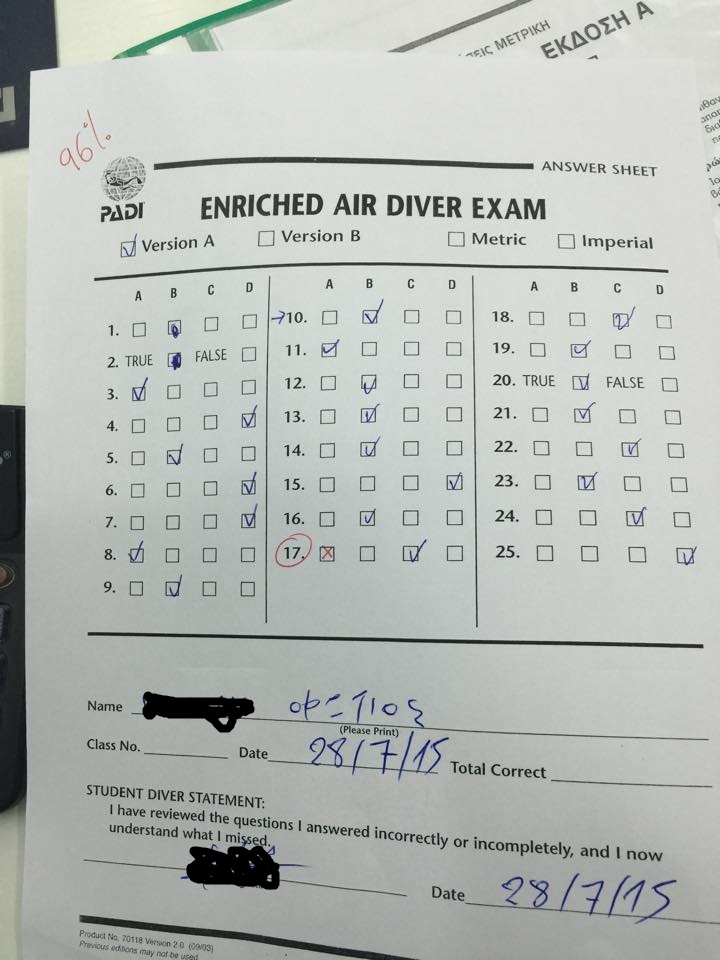 ΣΕΙΣ ΜΕΤΡΙΚΗ
ΕΚΔΟΣΗ Α
96%
PADI
ANSWER SHEET
ENRICHED AIR DIVER EXAM
Version A Version B Metric Imperial
A B C D A B C D A B C D
1. →10. 18.
2. TRUE FALSE 11. 19.
3. 12. 20. TRUE FALSE
4. 13. 21.
5. 14. 22.
6. 15. 23.
7. 16. 24.
8. 17. 25.
9.
Name
(Please Print)
Class No. Date 28/7/15 Total Correct
STUDENT DIVER STATEMENT:
I have reviewed the questions I answered incorrectly or incompletely, and I now
understand what I missed.
Date 28/7/15
Product No. 70118 Version 2.0 (09/03)
Previous editions may not be used